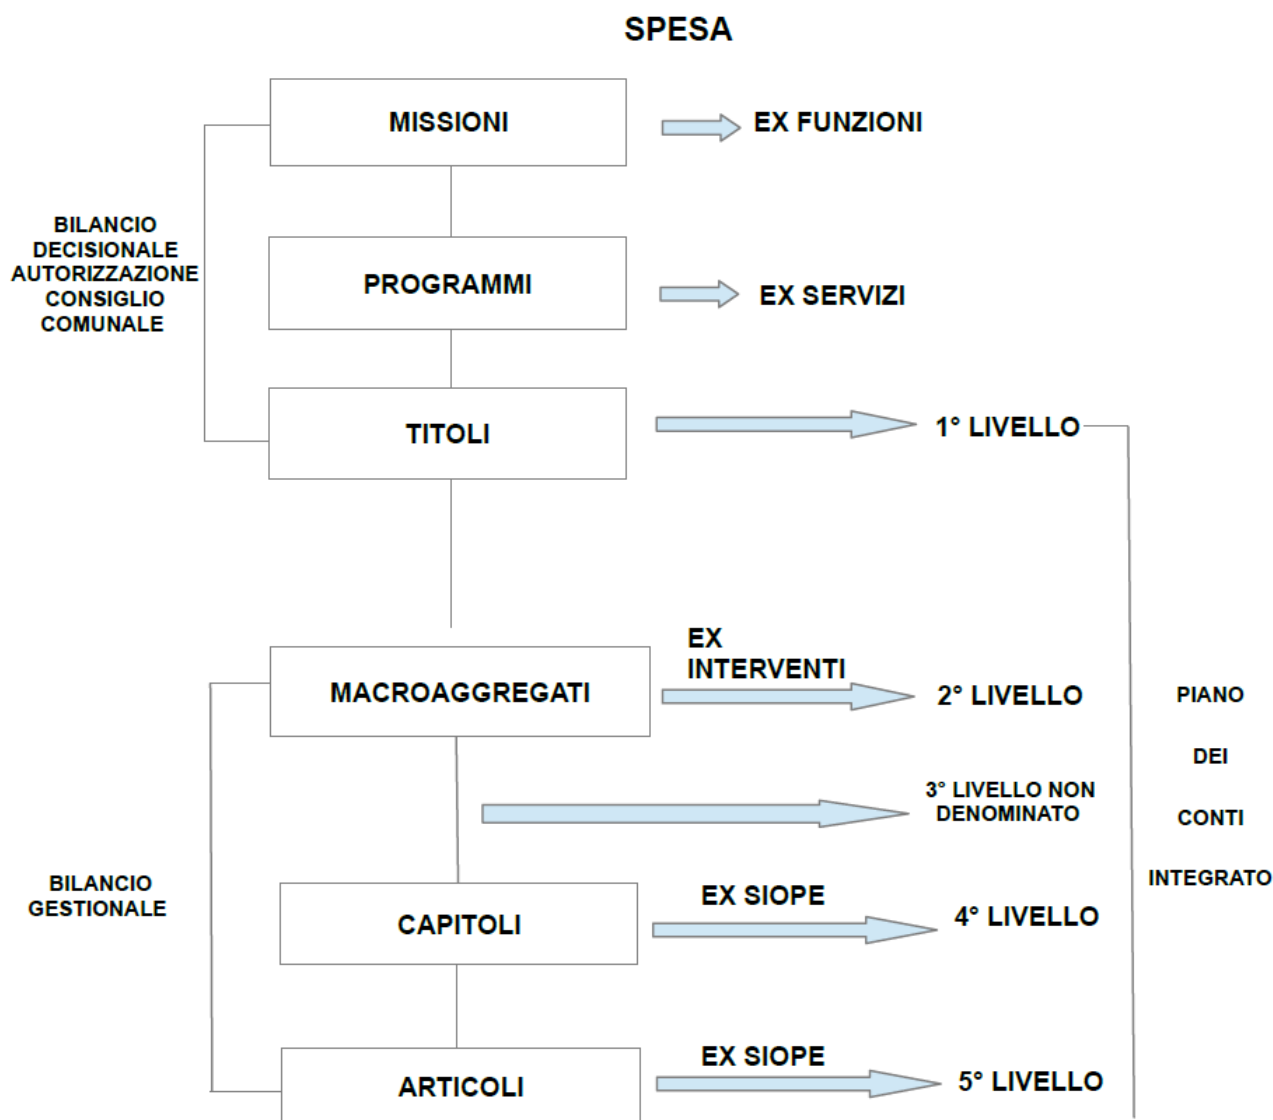 SPESA
MISSIONI
EX FUNZIONI
BILANCIO
DECISIONALE
AUTORIZZAZIONE
CONSIGLIO
COMUNALE
PROGRAMMI
EX SERVIZI
TITOLI
1° LIVELLO
EX
INTERVENTI
MACROAGGREGATI
2° LIVELLO
3° LIVELLO NON
DENOMINATO
PIANO
DEI
CONTI
INTEGRATO
BILANCIO
GESTIONALE
CAPITOLI
EX SIOPE
4° LIVELLO
ARTICOLI
EX SIOPE
5° LIVELLO